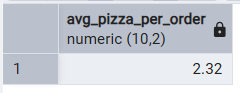 avg_pizza_per_order
numeric (10,2)
1 2.32